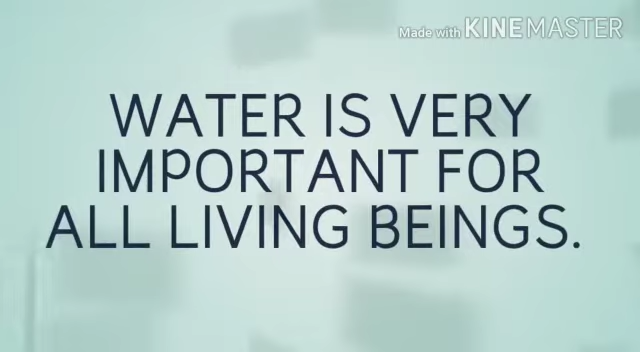 Made with KINEMASTER
WATER IS VERY
IMPORTANT FOR
ALL LIVING BEINGS.